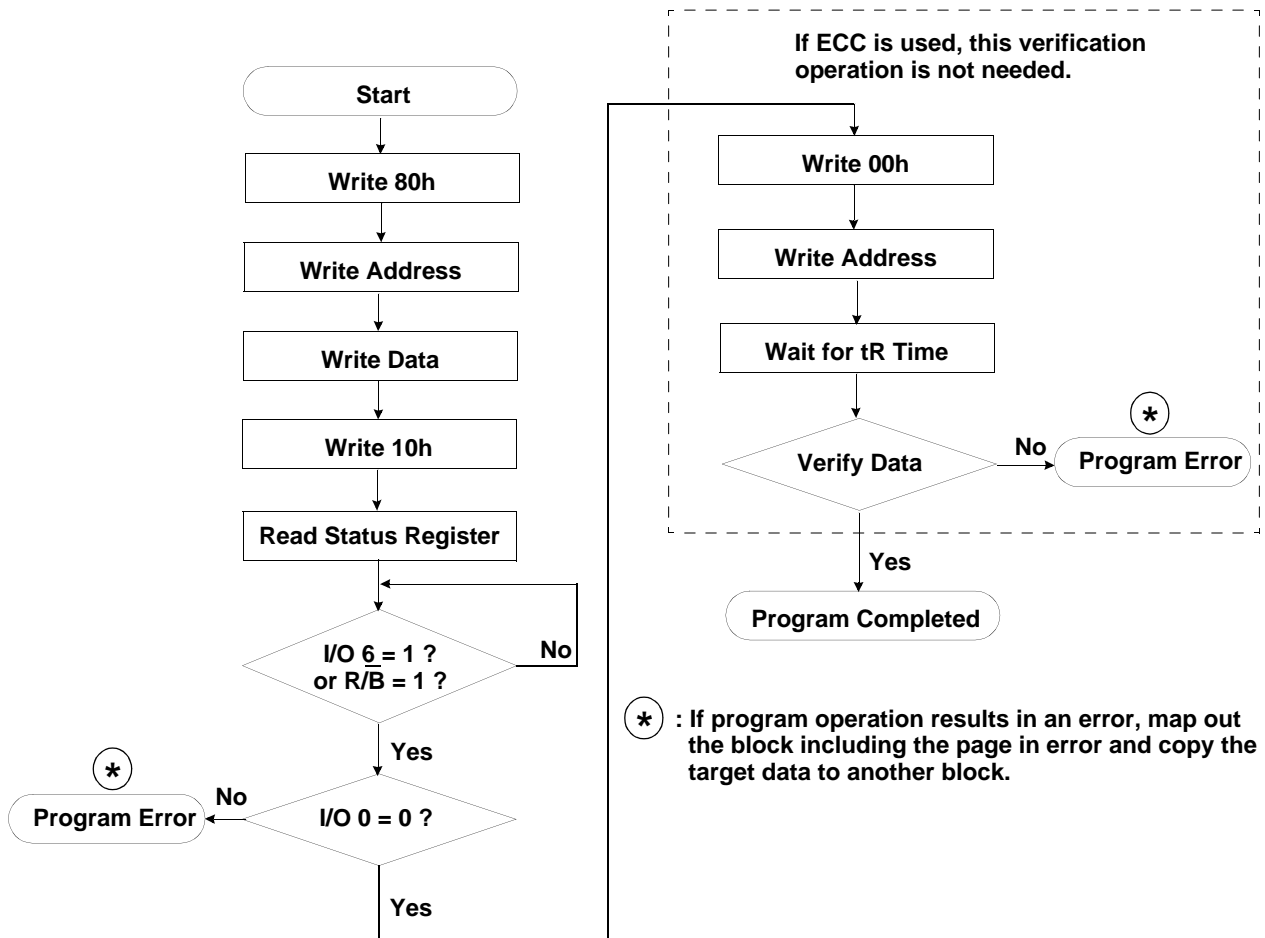 Start
Write 80h
Write Address
Write Data
Write 10h
Read Status Register
I/O 6 = 1 ?
or R/B̅ = 1 ?
No
Yes
*
No
Program Error
I/O 0 = 0 ?
Yes
If ECC is used, this verification
operation is not needed.
Write 00h
Write Address
Wait for tR Time
*
Verify Data
No
Program Error
Yes
Program Completed
* : If program operation results in an error, map out
the block including the page in error and copy the
target data to another block.